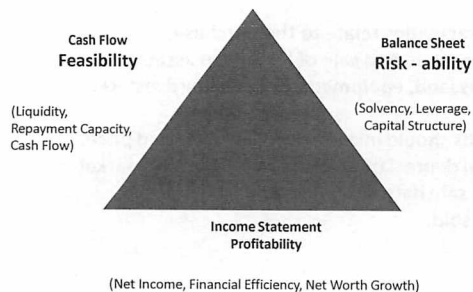 Cash Flow
Feasibility
(Liquidity,
Repayment Capacity,
Cash Flow)
Balance Sheet
Risk - ability
(Solvency, Leverage,
Capital Structure)
Income Statement
Profitability
(Net Income, Financial Efficiency, Net Worth Growth)